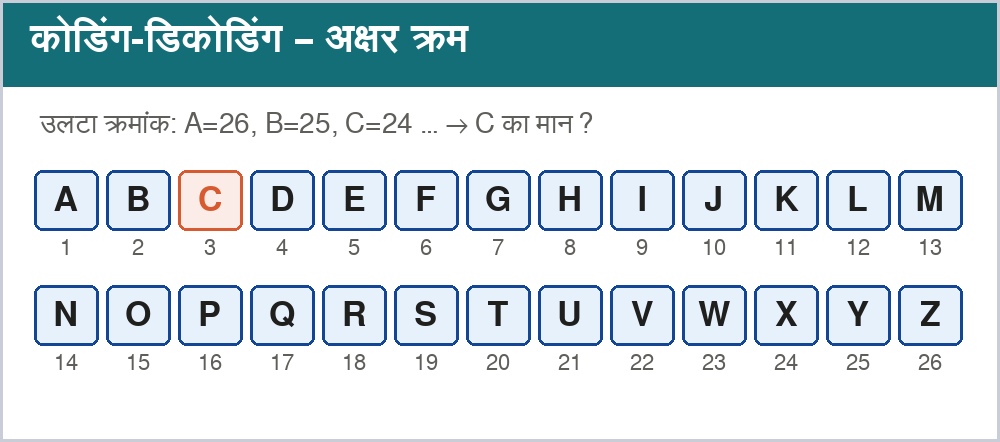 कोडिंग-डिकोडिंग – अक्षर क्रम
उलटा क्रमांक: A=26, B=25, C=24 ... → C का मान ?
A B C D E F G H I J K L M
1 2 3 4 5 6 7 8 9 10 11 12 13
N O P Q R S T U V W X Y Z
14 15 16 17 18 19 20 21 22 23 24 25 26